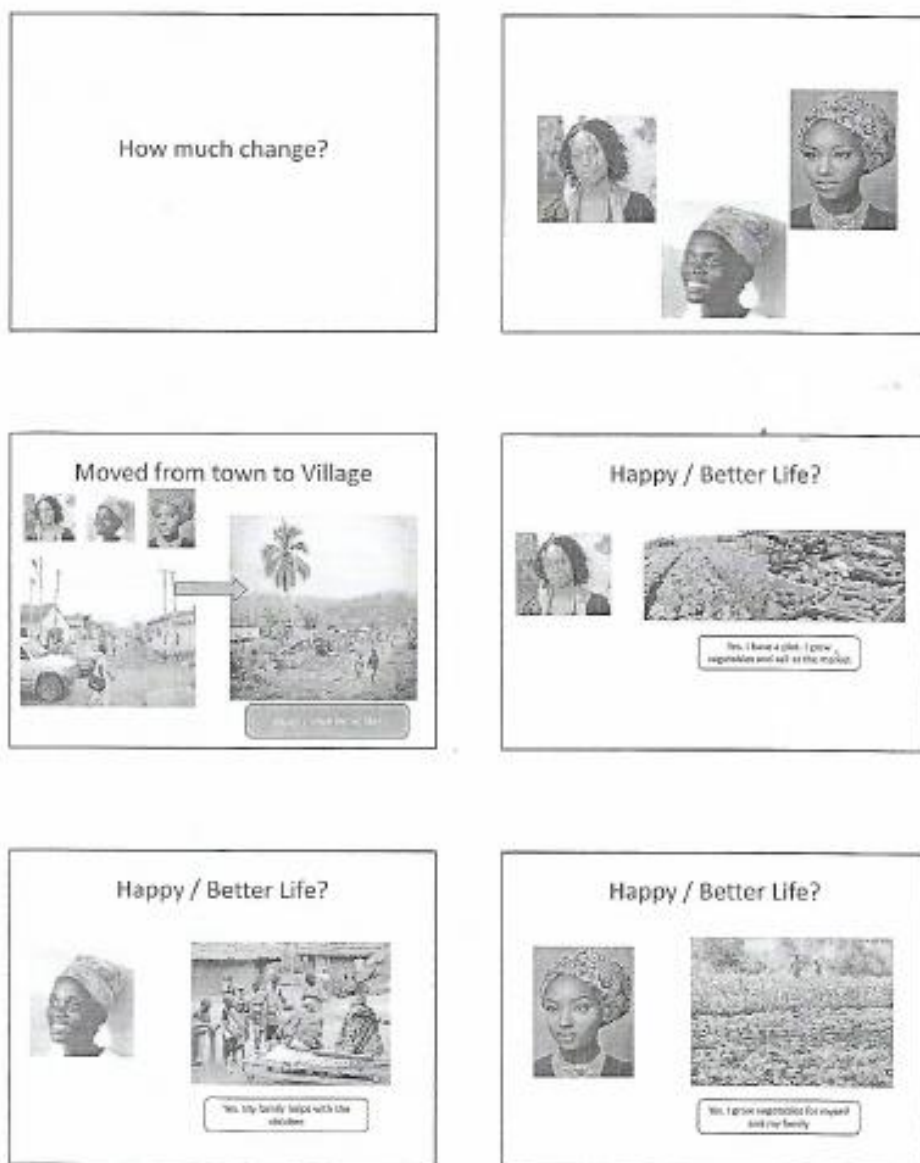 How much change?
Moved from town to Village
Happy / Better Life?
Yes. I have a plot. I grow
vegetables and sell at the market.
Happy / Better Life?
Yes. My family helps with the
children
Happy / Better Life?
Yes. I grow vegetables for myself
and my family